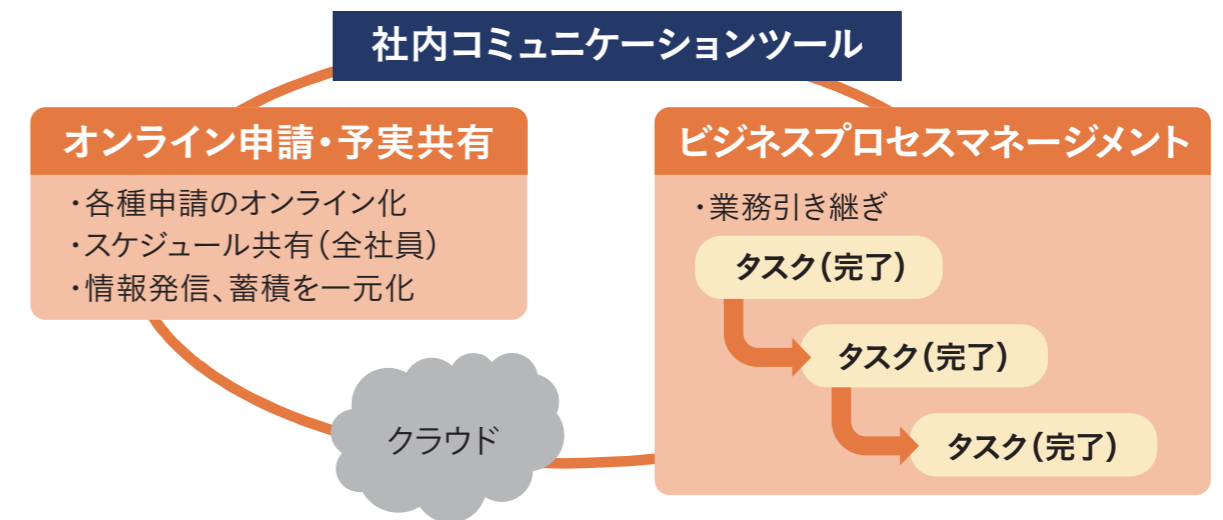 社内コミュニケーションツール
オンライン申請・予実共有
・各種申請のオンライン化
・スケジュール共有(全社員)
・情報発信、蓄積を一元化
ビジネスプロセスマネージメント
・業務引き継ぎ
タスク(完了)
タスク(完了)
タスク(完了)
クラウド